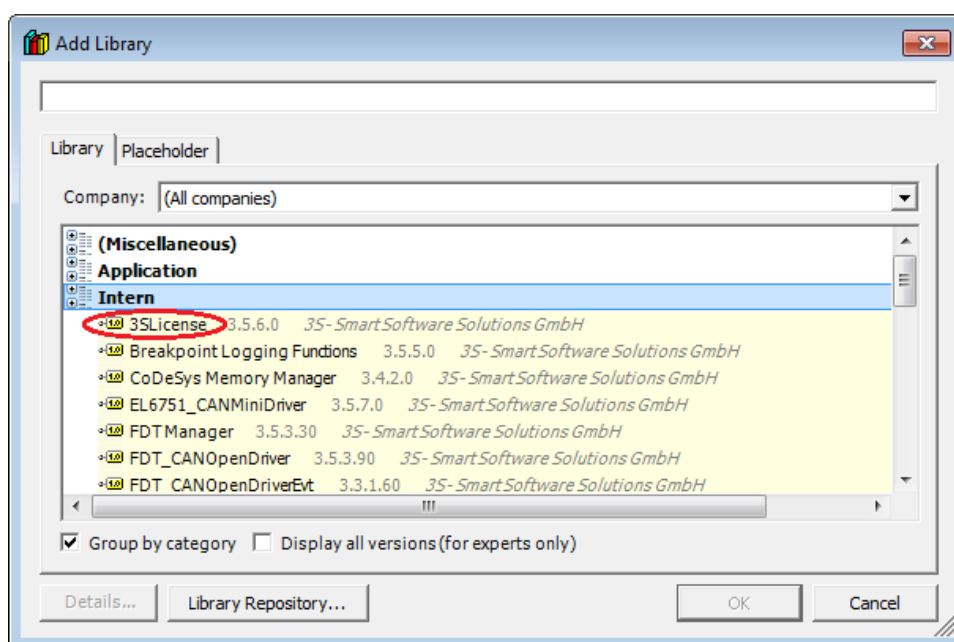 Add Library
Library Placeholder
Company: (All companies)
(Miscellaneous)
Application
Intern
3SLicense 3.5.6.0 3S-Smart Software Solutions GmbH
Breakpoint Logging Functions 3.5.5.0 3S-Smart Software Solutions GmbH
CoDeSys Memory Manager 3.4.2.0 3S-Smart Software Solutions GmbH
EL6751_CANMiniDriver 3.5.7.0 3S-Smart Software Solutions GmbH
FDTManager 3.5.3.30 3S-Smart Software Solutions GmbH
FDT_CANOpenDriver 3.5.3.90 3S-Smart Software Solutions GmbH
FDT_CANOpenDriverEvt 3.3.1.60 3S-Smart Software Solutions GmbH
Group by category Display all versions (for experts only)
Details... Library Repository... OK Cancel